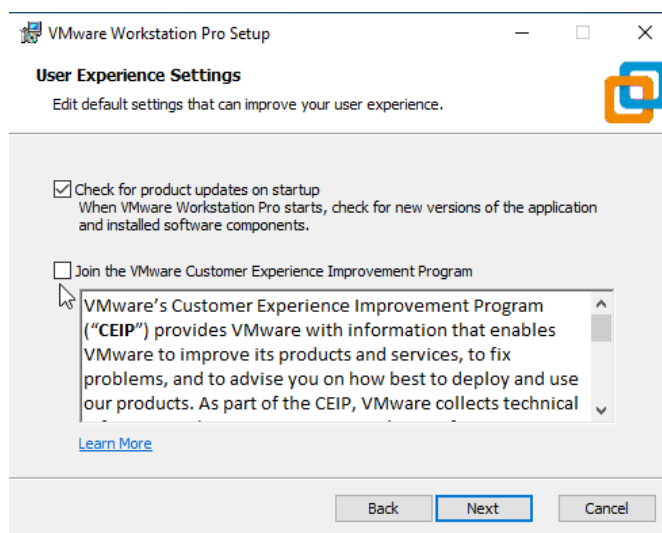 VMware Workstation Pro Setup
User Experience Settings
Edit default settings that can improve your user experience.
Check for product updates on startup
When VMware Workstation Pro starts, check for new versions of the application
and installed software components.
Join the VMware Customer Experience Improvement Program
VMware’s Customer Experience Improvement Program
(“CEIP”) provides VMware with information that enables
VMware to improve its products and services, to fix
problems, and to advise you on how best to deploy and use
our products. As part of the CEIP, VMware collects technical
Learn More
Back
Next
Cancel